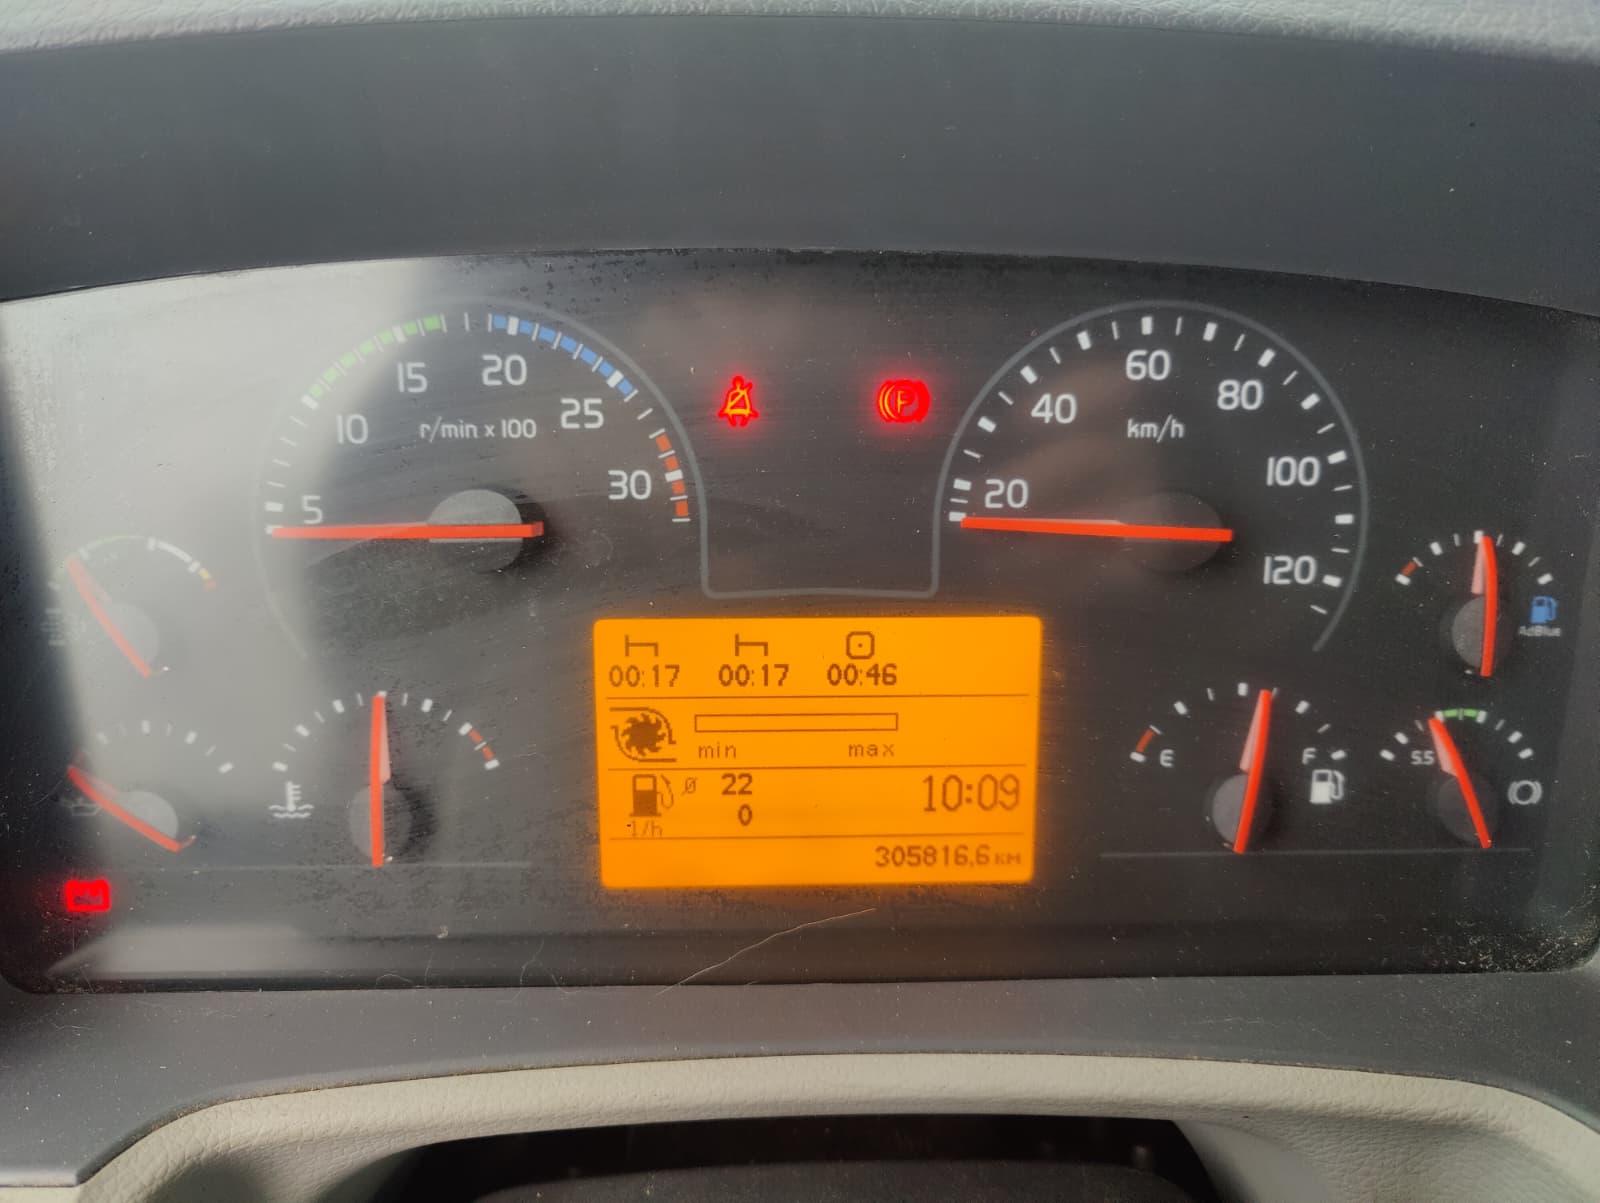 5 10 15 20 25 30
r/min x 100
F
20 40 60 80 100 120
km/h
AdBlue
00:17 00:17 00:46
min max
ø 22
l/h 0
10:09
305816,6 км
E F
5.5